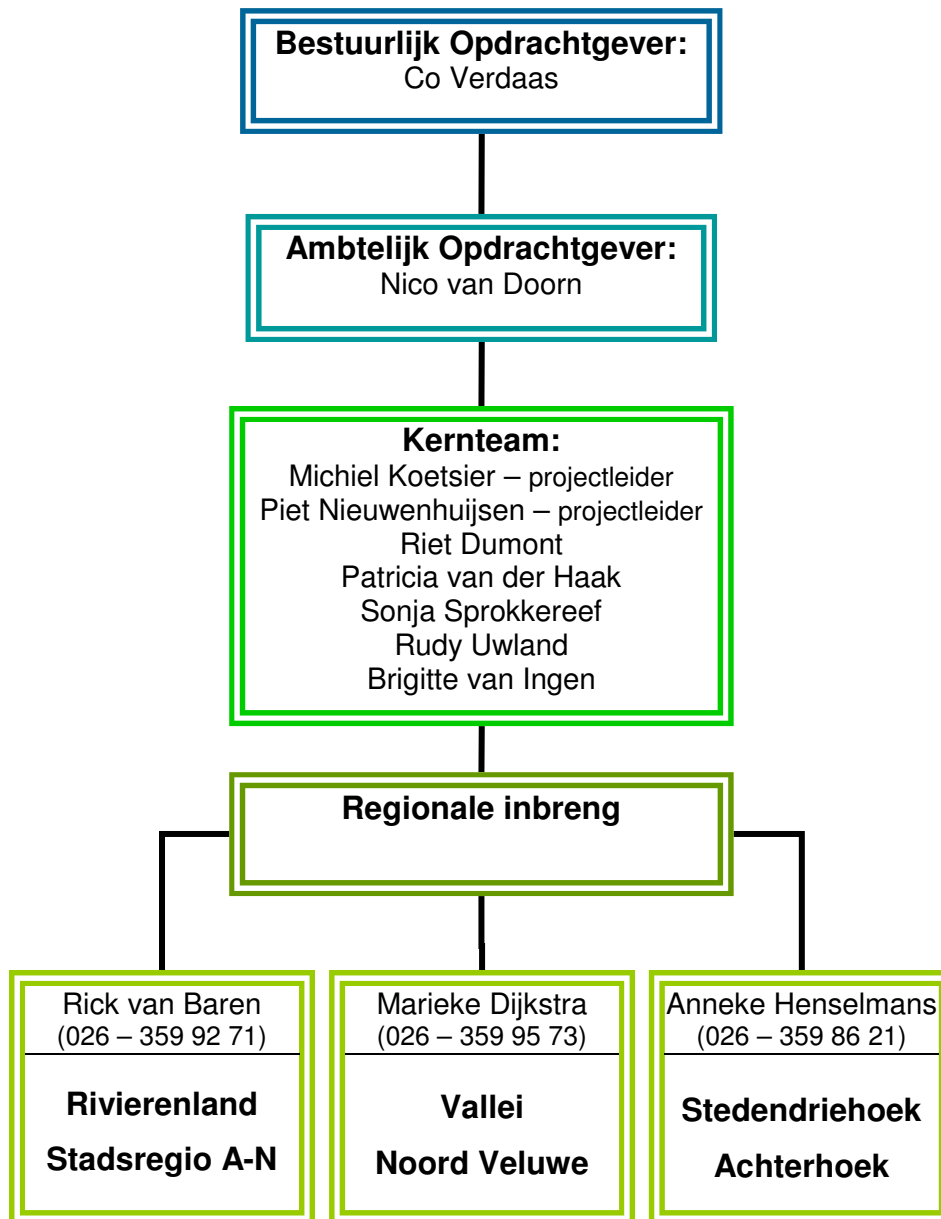 Bestuurlijk Opdrachtgever:
Co Verdaas
Ambtelijk Opdrachtgever:
Nico van Doorn
Kernteam:
Michiel Koetsier – projectleider
Piet Nieuwenhuijsen – projectleider
Riet Dumont
Patricia van der Haak
Sonja Sprokkereef
Rudy Uwland
Brigitte van Ingen
Regionale inbreng
Rick van Baren
(026 – 359 92 71)
Rivierenland
Stadsregio A-N
Marieke Dijkstra
(026 – 359 95 73)
Vallei
Noord Veluwe
Anneke Henselmans
(026 – 359 86 21)
Stedendriehoek
Achterhoek